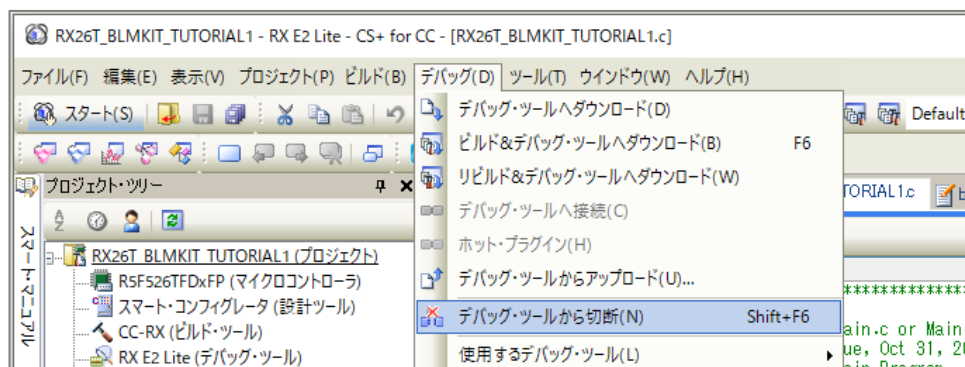 RX26T_BLMKIT_TUTORIAL1 - RX E2 Lite - CS+ for CC - [RX26T_BLMKIT_TUTORIAL1.c]
ファイル(F) 編集(E) 表示(V) プロジェクト(P) ビルド(B) デバッグ(D) ツール(T) ウインドウ(W) ヘルプ(H)
スタート(S)
Default
デバッグ・ツールへダウンロード(D)
ビルド&デバッグ・ツールへダウンロード(B) F6
リビルド&デバッグ・ツールへダウンロード(W)
デバッグ・ツールへ接続(C)
ホット・プラグイン(H)
デバッグ・ツールからアップロード(U)...
デバッグ・ツールから切断(N) Shift+F6
使用するデバッグ・ツール(L)
プロジェクト・ツリー
スマート・マニュアル
RX26T_BLMKIT_TUTORIAL1 (プロジェクト)
R5F526TFDxFP (マイクロコントローラ)
スマート・コンフィグレータ (設計ツール)
CC-RX (ビルド・ツール)
RX E2 Lite (デバッグ・ツール)
TORIAL1.c
*************
ain.c or Main
ue, Oct 31, 2